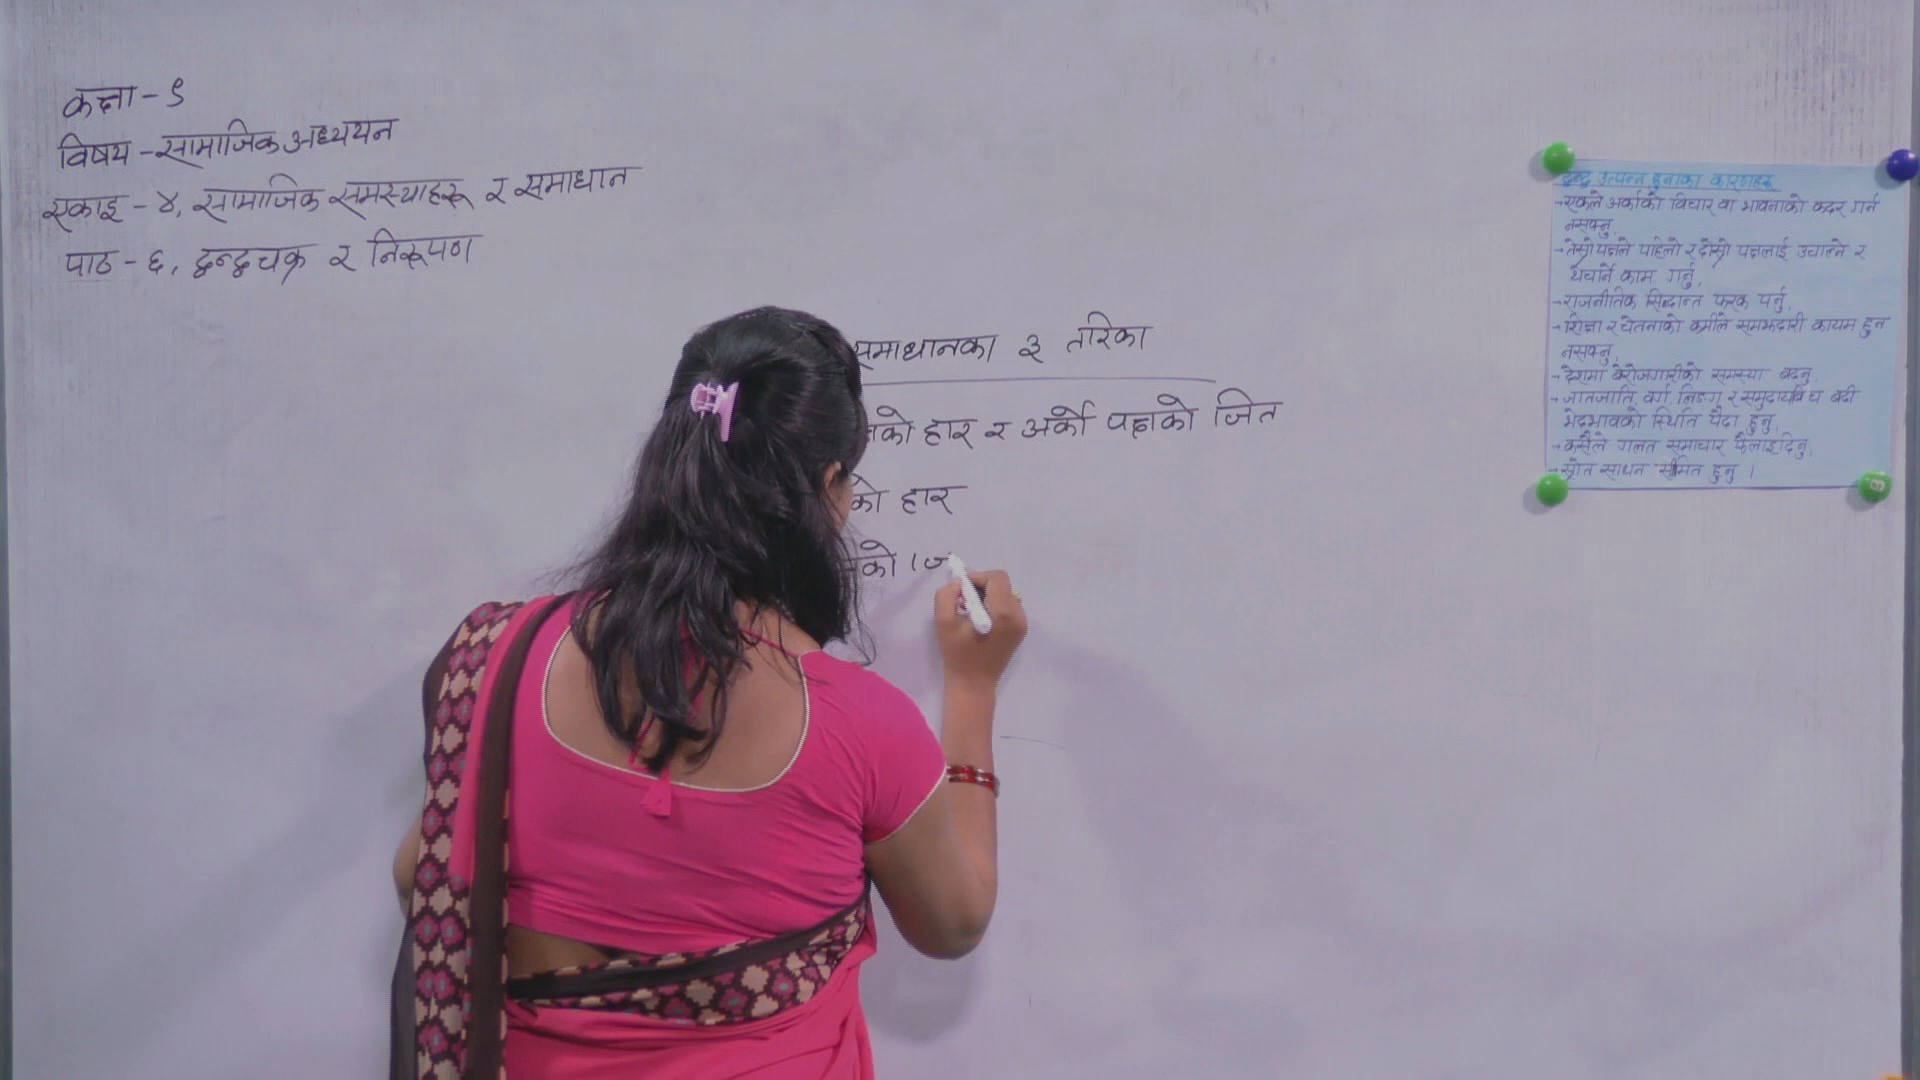 कक्षा - ९
विषय - सामाजिक अध्ययन
एकाइ - ४, सामाजिक समस्याहरू र समाधान
पाठ - ६, द्वन्द्वचक्र र निरूपण
समाधानका ३ तरिका
को हार र अर्को पक्षको जित
को हार
को
द्वन्द्व उत्पन्न हुनाका कारणहरू
- एकले अर्काको विचार वा भावनाको कदर गर्न
नसक्नु,
- तेस्रो पक्षले पहिलो र दोस्रो पक्षलाई उचाल्ने र
थेचार्ने काम गर्नु,
- राजनीतिक सिद्धान्त फरक पर्नु,
- शिक्षा र चेतनाको कमीले समझदारी कायम हुन
नसक्नु,
- देशमा बेरोजगारीको समस्या बढ्नु,
- जातजाति, वर्ग, लिङ्ग र समुदायबिच बढी
भेदभावको स्थिति पैदा हुनु,
- कसैले गलत समाचार फैलाइदिनु,
- स्रोत साधन सीमित हुनु ।